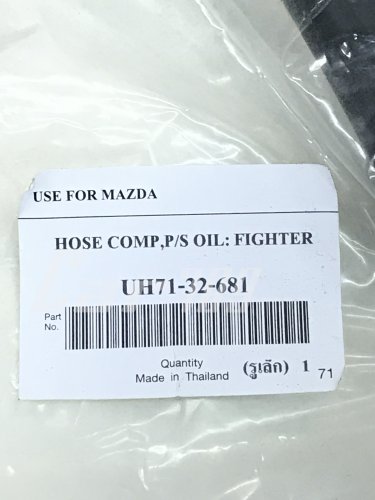 USE FOR MAZDA
HOSE COMP,P/S OIL: FIGHTER
UH71-32-681
Part No.
Quantity (รูเล็ก) 1
Made in Thailand 71